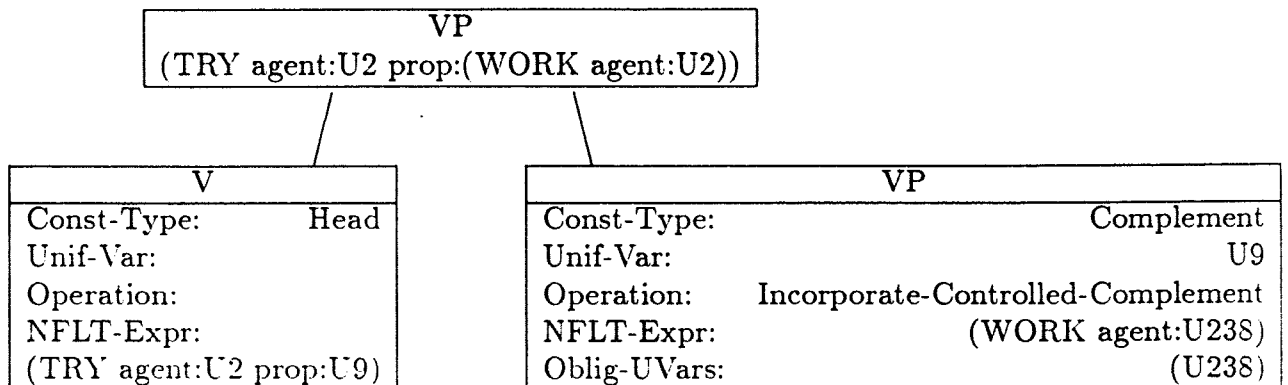 VP
(TRY agent:U2 prop:(WORK agent:U2))
V
Const-Type: Head
Unif-Var:
Operation:
NFLT-Expr:
(TRY agent:U2 prop:U9)
VP
Const-Type: Complement
Unif-Var: U9
Operation: Incorporate-Controlled-Complement
NFLT-Expr: (WORK agent:U238)
Oblig-UVars: (U238)